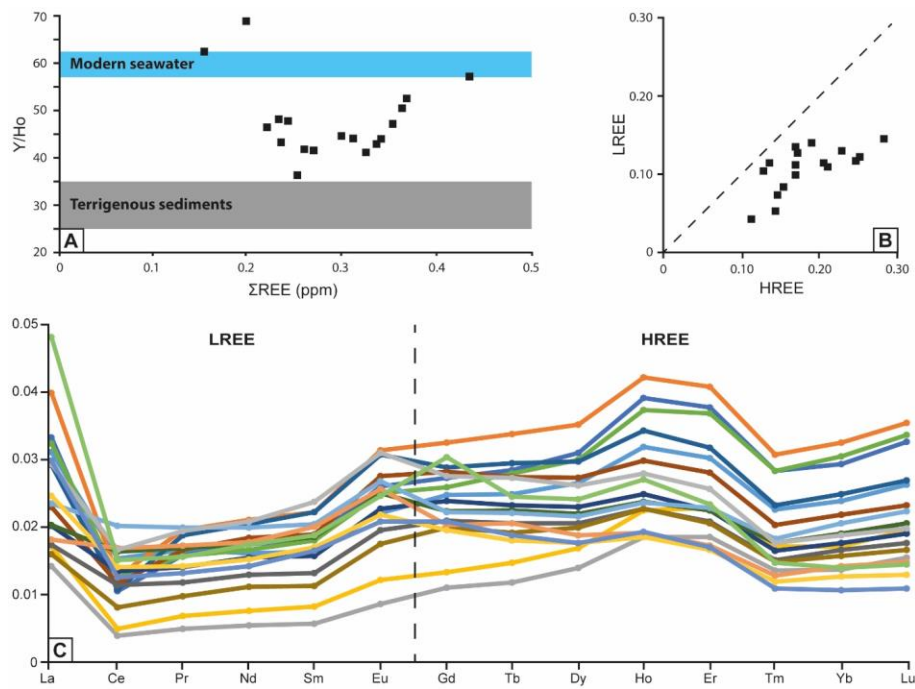 70
60
50
40
30
20
Y/Ho
Modern seawater
Terrigenous sediments
A
0
0.1
0.2
0.3
0.4
0.5
ΣREE (ppm)
0.30
0.20
0.10
0
LREE
B
0
0.10
0.20
0.30
HREE
0.05
0.04
0.03
0.02
0.01
0
LREE
HREE
C
La Ce Pr Nd Sm Eu Gd Tb Dy Ho Er Tm Yb Lu